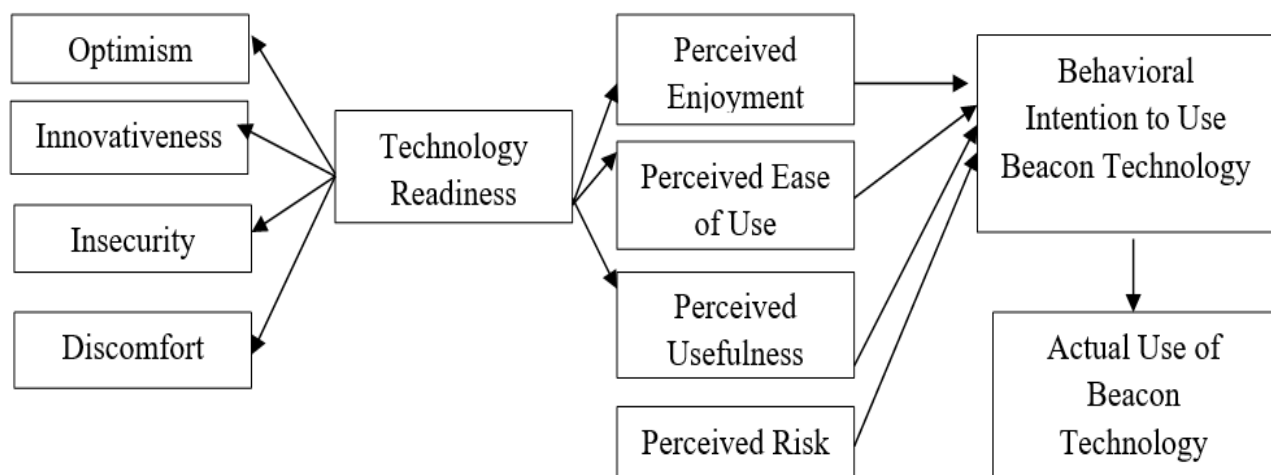 Optimism
Innovativeness
Insecurity
Discomfort
Technology
Readiness
Perceived
Enjoyment
Perceived Ease
of Use
Perceived
Usefulness
Perceived Risk
Behavioral
Intention to Use
Beacon Technology
Actual Use of
Beacon
Technology